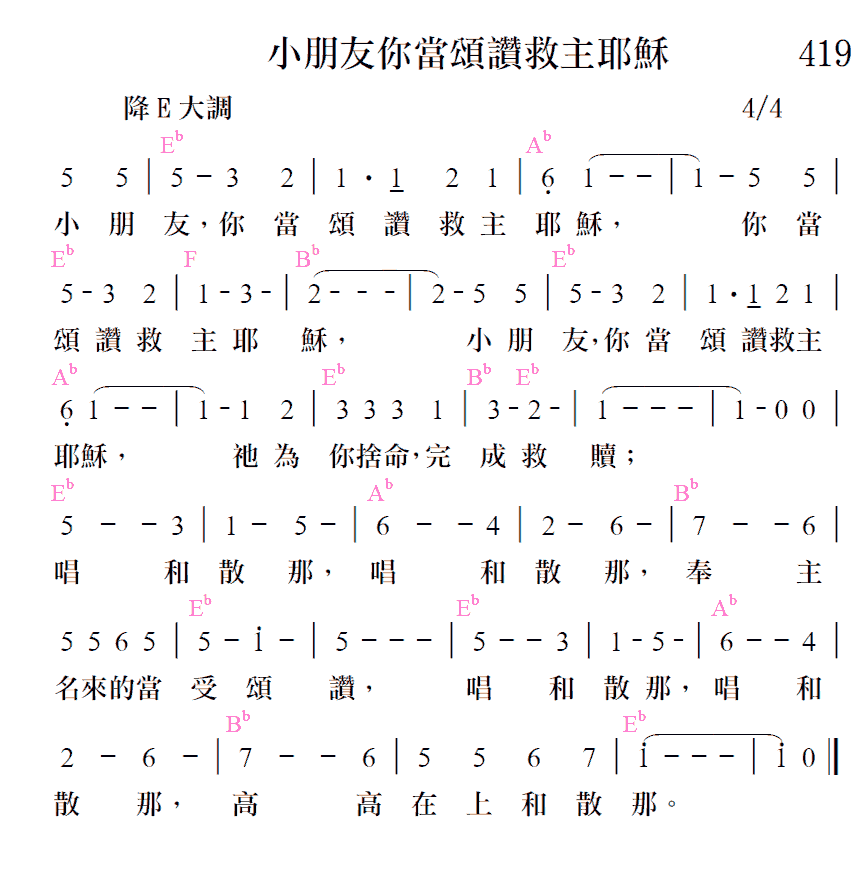 小朋友你當頌讚救主耶穌 419
降E大調 4/4
E♭ A♭
5 5 | 5 - 3 2 | 1 • 1 2 1 | 6 1 - - | 1 - 5 5 |
小 朋 友，你 當 頌 讚 救 主 耶 穌， 你 當
E♭ F B♭ E♭
5 - 3 2 | 1 - 3 - | 2 - - - | 2 - 5 5 | 5 - 3 2 | 1 • 1 2 1 |
頌 讚 救 主 耶 穌， 小 朋 友，你 當 頌 讚救主
A♭ E♭ B♭ E♭
6 1 - - | 1 - 1 2 | 3 3 3 1 | 3 - 2 - | 1 - - - | 1 - 0 0 |
耶穌， 祂 為 你捨命，完 成 救 贖；
E♭ A♭ B♭
5 - - 3 | 1 - 5 - | 6 - - 4 | 2 - 6 - | 7 - - 6 |
唱 和 散 那，唱 和 散 那，奉 主
E♭ E♭ A♭
5 5 6 5 | 5 - i - | 5 - - - | 5 - - 3 | 1 - 5 - | 6 - - 4 |
名來的當 受 頌 讚， 唱 和 散 那，唱 和
B♭ E♭
2 - 6 - | 7 - - 6 | 5 5 6 7 | i - - - | i 0 ||
散 那， 高 高 在 上 和 散 那。